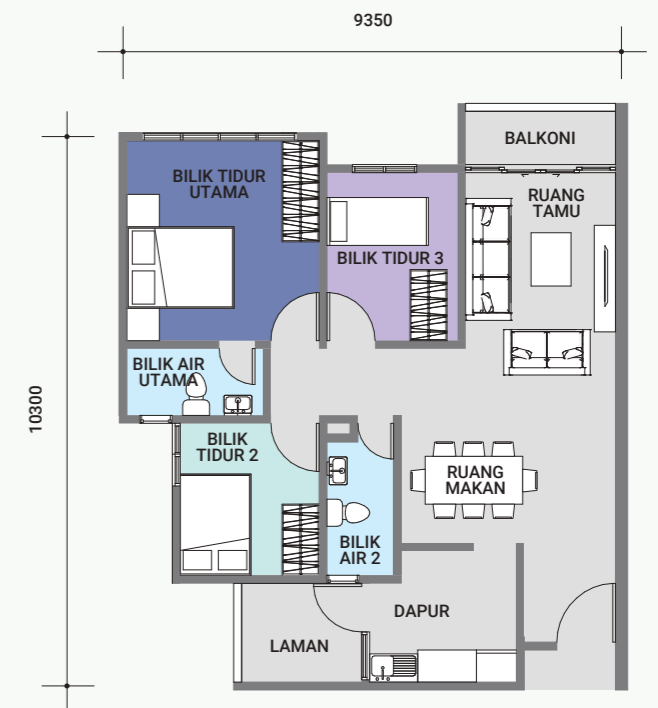 9350
BALKONI
BILIK TIDUR
UTAMA
RUANG
TAMU
BILIK TIDUR 3
BILIK AIR
UTAMA
10300
BILIK
TIDUR 2
RUANG
MAKAN
BILIK
AIR 2
DAPUR
LAMAN